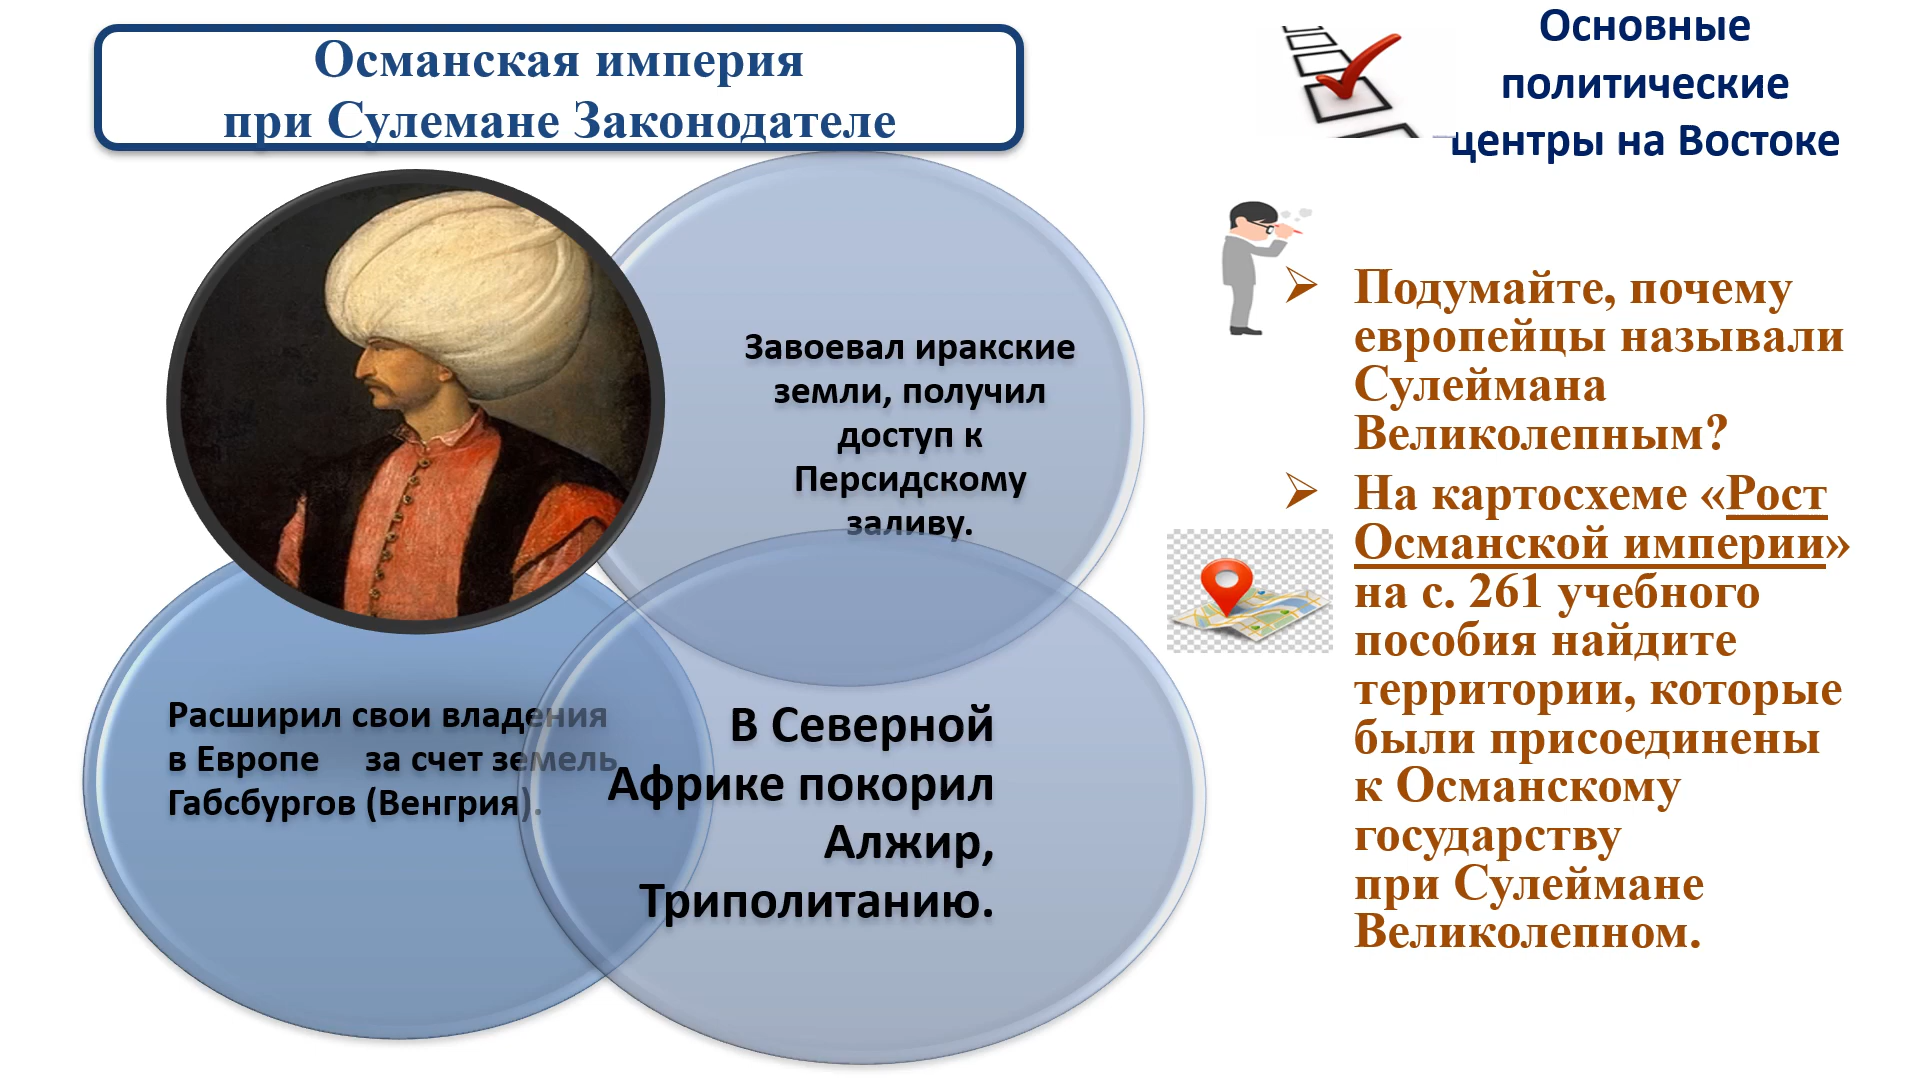 Османская империя
при Сулемане Законодателе
Основные
политические
центры на Востоке
Завоевал иракские
земли, получил
доступ к
Персидскому
заливу.
Расширил свои владения
в Европе за счет земель
Габсбургов (Венгрия).
В Северной
Африке покорил
Алжир,
Триполитанию.
Подумайте, почему
европейцы называли
Сулеймана
Великолепным?
На картосхеме «Рост
Османской империи»
на с. 261 учебного
пособия найдите
территории, которые
были присоединены
к Османскому
государству
при Сулеймане
Великолепном.